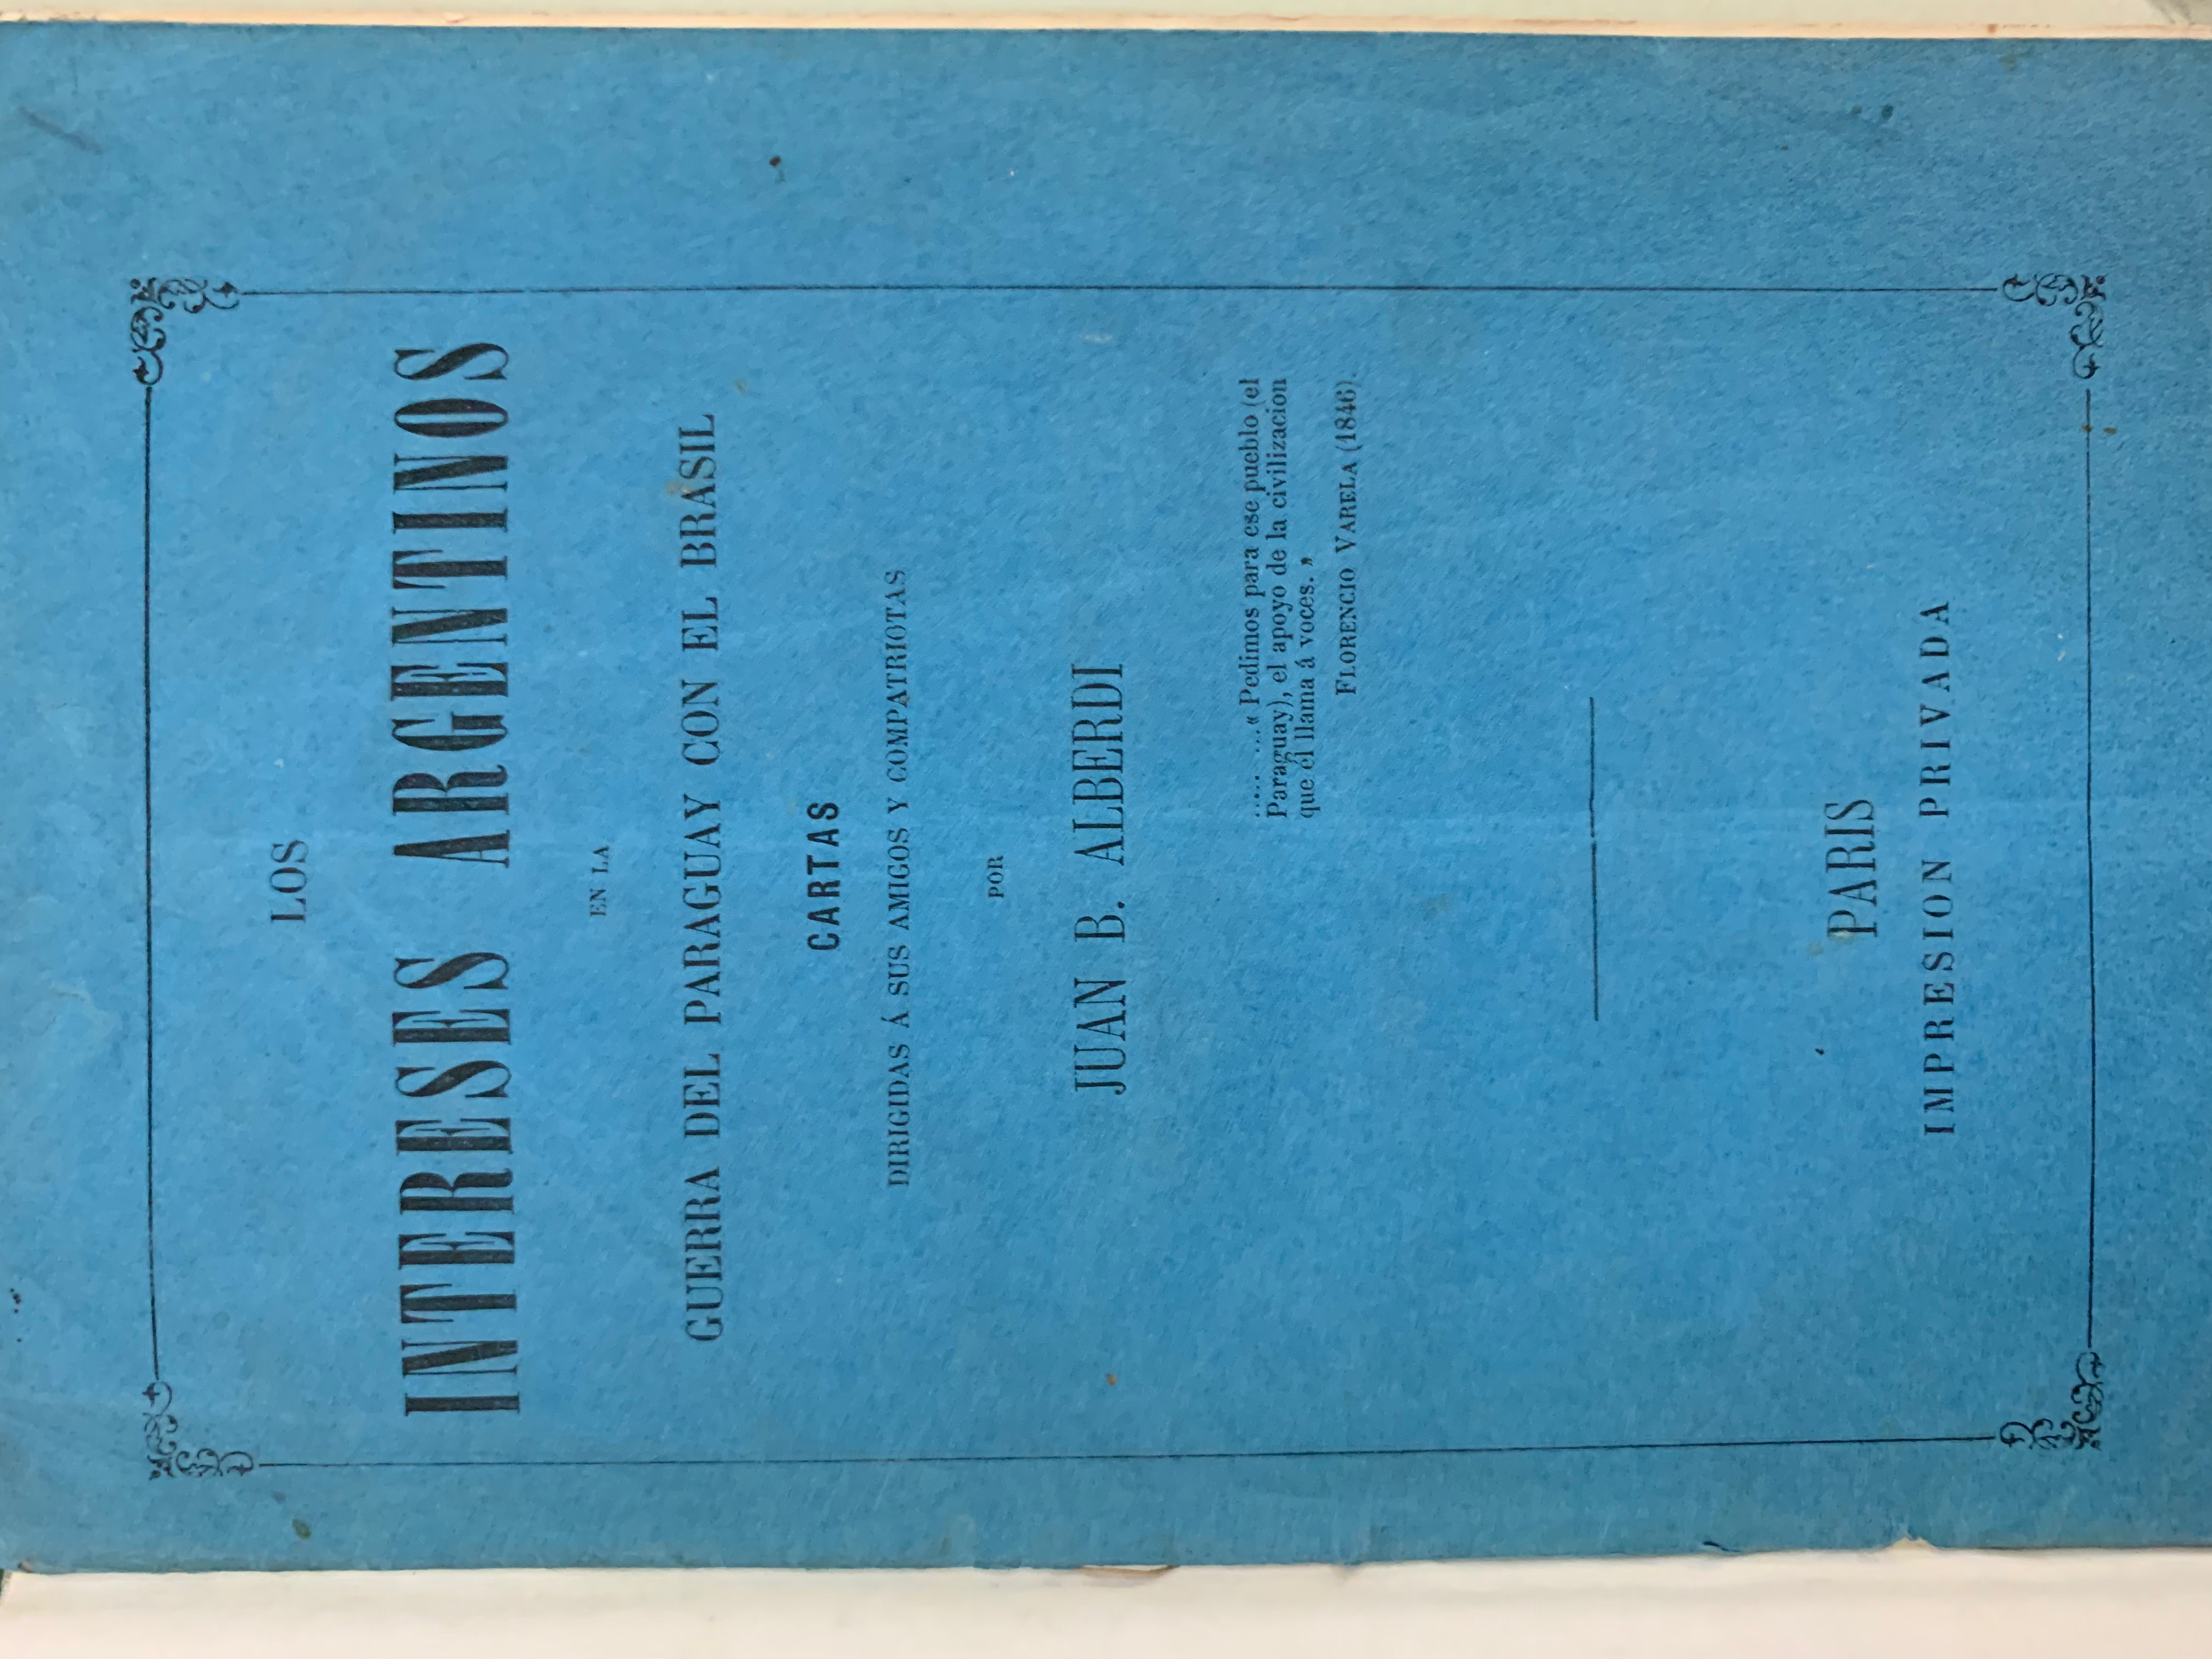 LOS
INTERESES ARGENTINOS
EN LA
GUERRA DEL PARAGUAY CON EL BRASIL
CARTAS
DIRIGIDAS Á SUS AMIGOS Y COMPATRIOTAS
POR
JUAN B. ALBERDI
..... ...« Pedimos para ese pueblo (el
Paraguay), el apoyo de la civilizacion
que él llama á voces. »
FLORENCIO VARELA (1846).
PARIS
IMPRESION PRIVADA